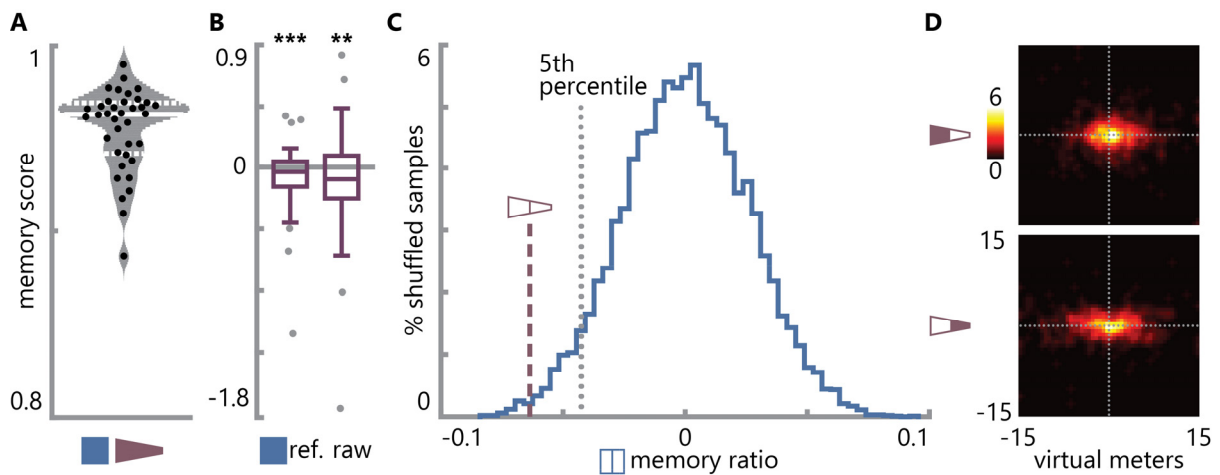 A
1
memory score
0.8
B
0.9
***
**
0
-1.8
ref. raw
C
6
% shuffled samples
0
5th
percentile
-0.1
0
0.1
memory ratio
D
6
0
15
-15
-15
15
virtual meters